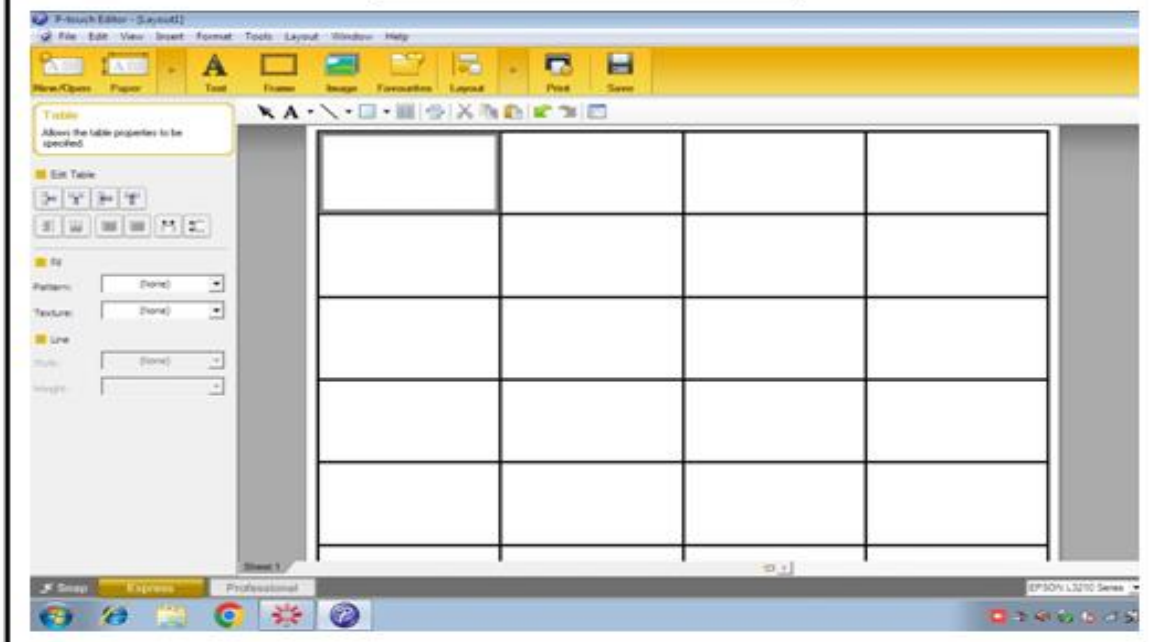 P-touch Editor - [Layout1]
File Edit View Insert Format Tools Layout Window Help
New/Open Paper Text Frame Image Favourites Layout Print Save
Table
Allows the table properties to be
specified.
Edit Table
Fill
Pattern: (None)
Texture: (None)
Line
Style: (None)
Weight:
Sheet 1
Snap Express Professional
EPSON L3210 Series